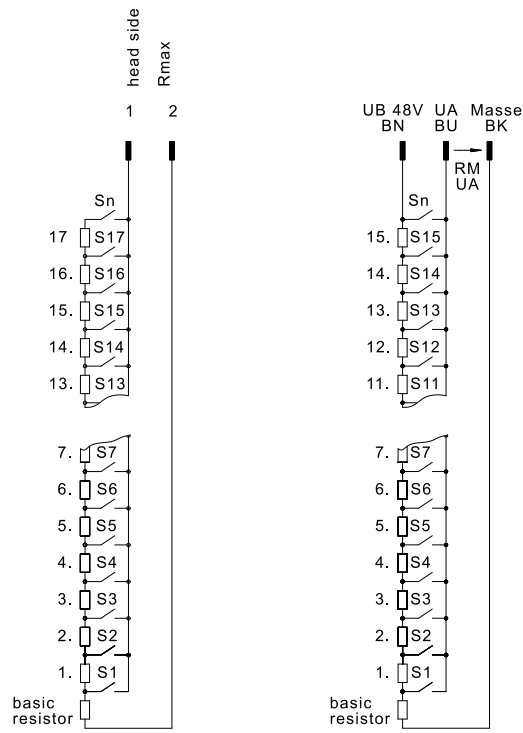 head side
Rmax
1 2
Sn
17 S17
16. S16
15. S15
14. S14
13. S13
7. S7
6. S6
5. S5
4. S4
3. S3
2. S2
1. S1
basic
resistor
UB 48V UA Masse
BN BU BK
RM
UA
Sn
15. S15
14. S14
13. S13
12. S12
11. S11
7. S7
6. S6
5. S5
4. S4
3. S3
2. S2
1. S1
basic
resistor